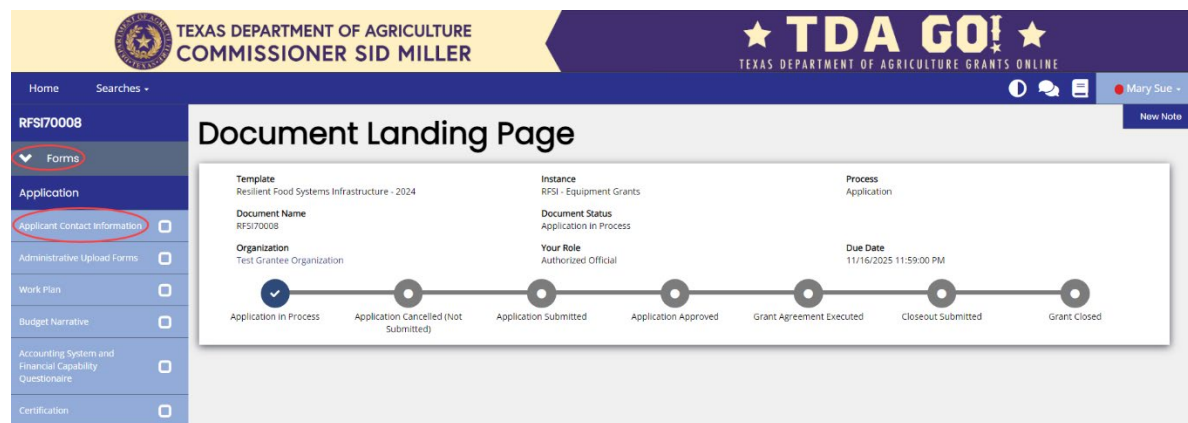 TEXAS DEPARTMENT OF AGRICULTURE
COMMISSIONER SID MILLER
TDA GO!
TEXAS DEPARTMENT OF AGRICULTURE GRANTS ONLINE
Home
Searches
Mary Sue
RFSI70008
New Note
Document Landing Page
Forms
Application
Applicant Contact Information
Administrative Upload Forms
Work Plan
Budget Narrative
Accounting System and
Financial Capability
Questionaire
Certification
Template
Resilient Food Systems Infrastructure - 2024
Instance
RFSI - Equipment Grants
Process
Application
Document Name
RFSI70008
Document Status
Application in Process
Organization
Test Grantee Organization
Your Role
Authorized Official
Due Date
11/16/2025 11:59:00 PM
Application in Process
Application Cancelled (Not
Submitted)
Application Submitted
Application Approved
Grant Agreement Executed
Closeout Submitted
Grant Closed